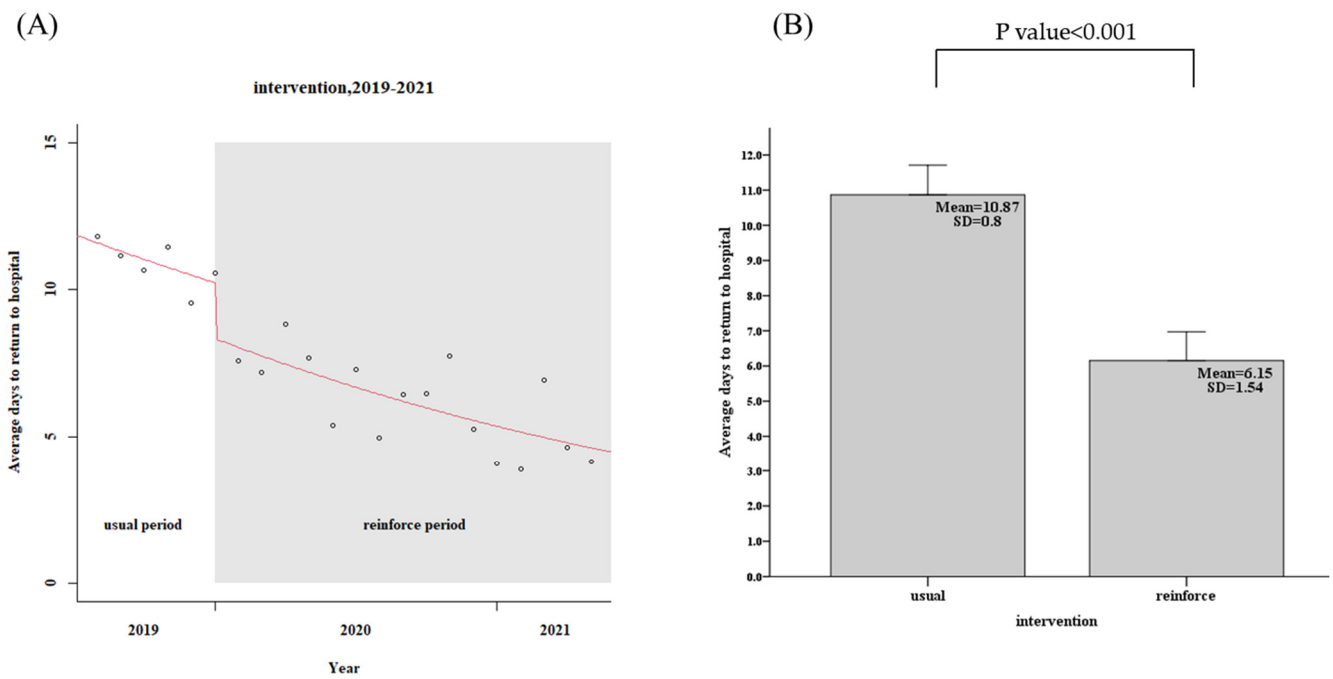 (A)
intervention,2019-2021
Average days to return to hospital
15
10
5
0
usual period
reinforce period
2019
2020
2021
Year
(B)
P value<0.001
Average days to return to hospital
12.0
11.0
10.0
9.0
8.0
7.0
6.0
5.0
4.0
3.0
2.0
1.0
0.0
Mean=10.87
SD=0.8
Mean=6.15
SD=1.54
usual
reinforce
intervention